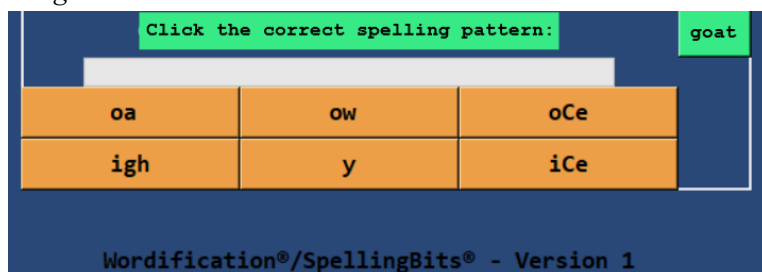 Click the correct spelling pattern: goat
oa ow oCe
igh y iCe
Wordification®/SpellingBits® - Version 1